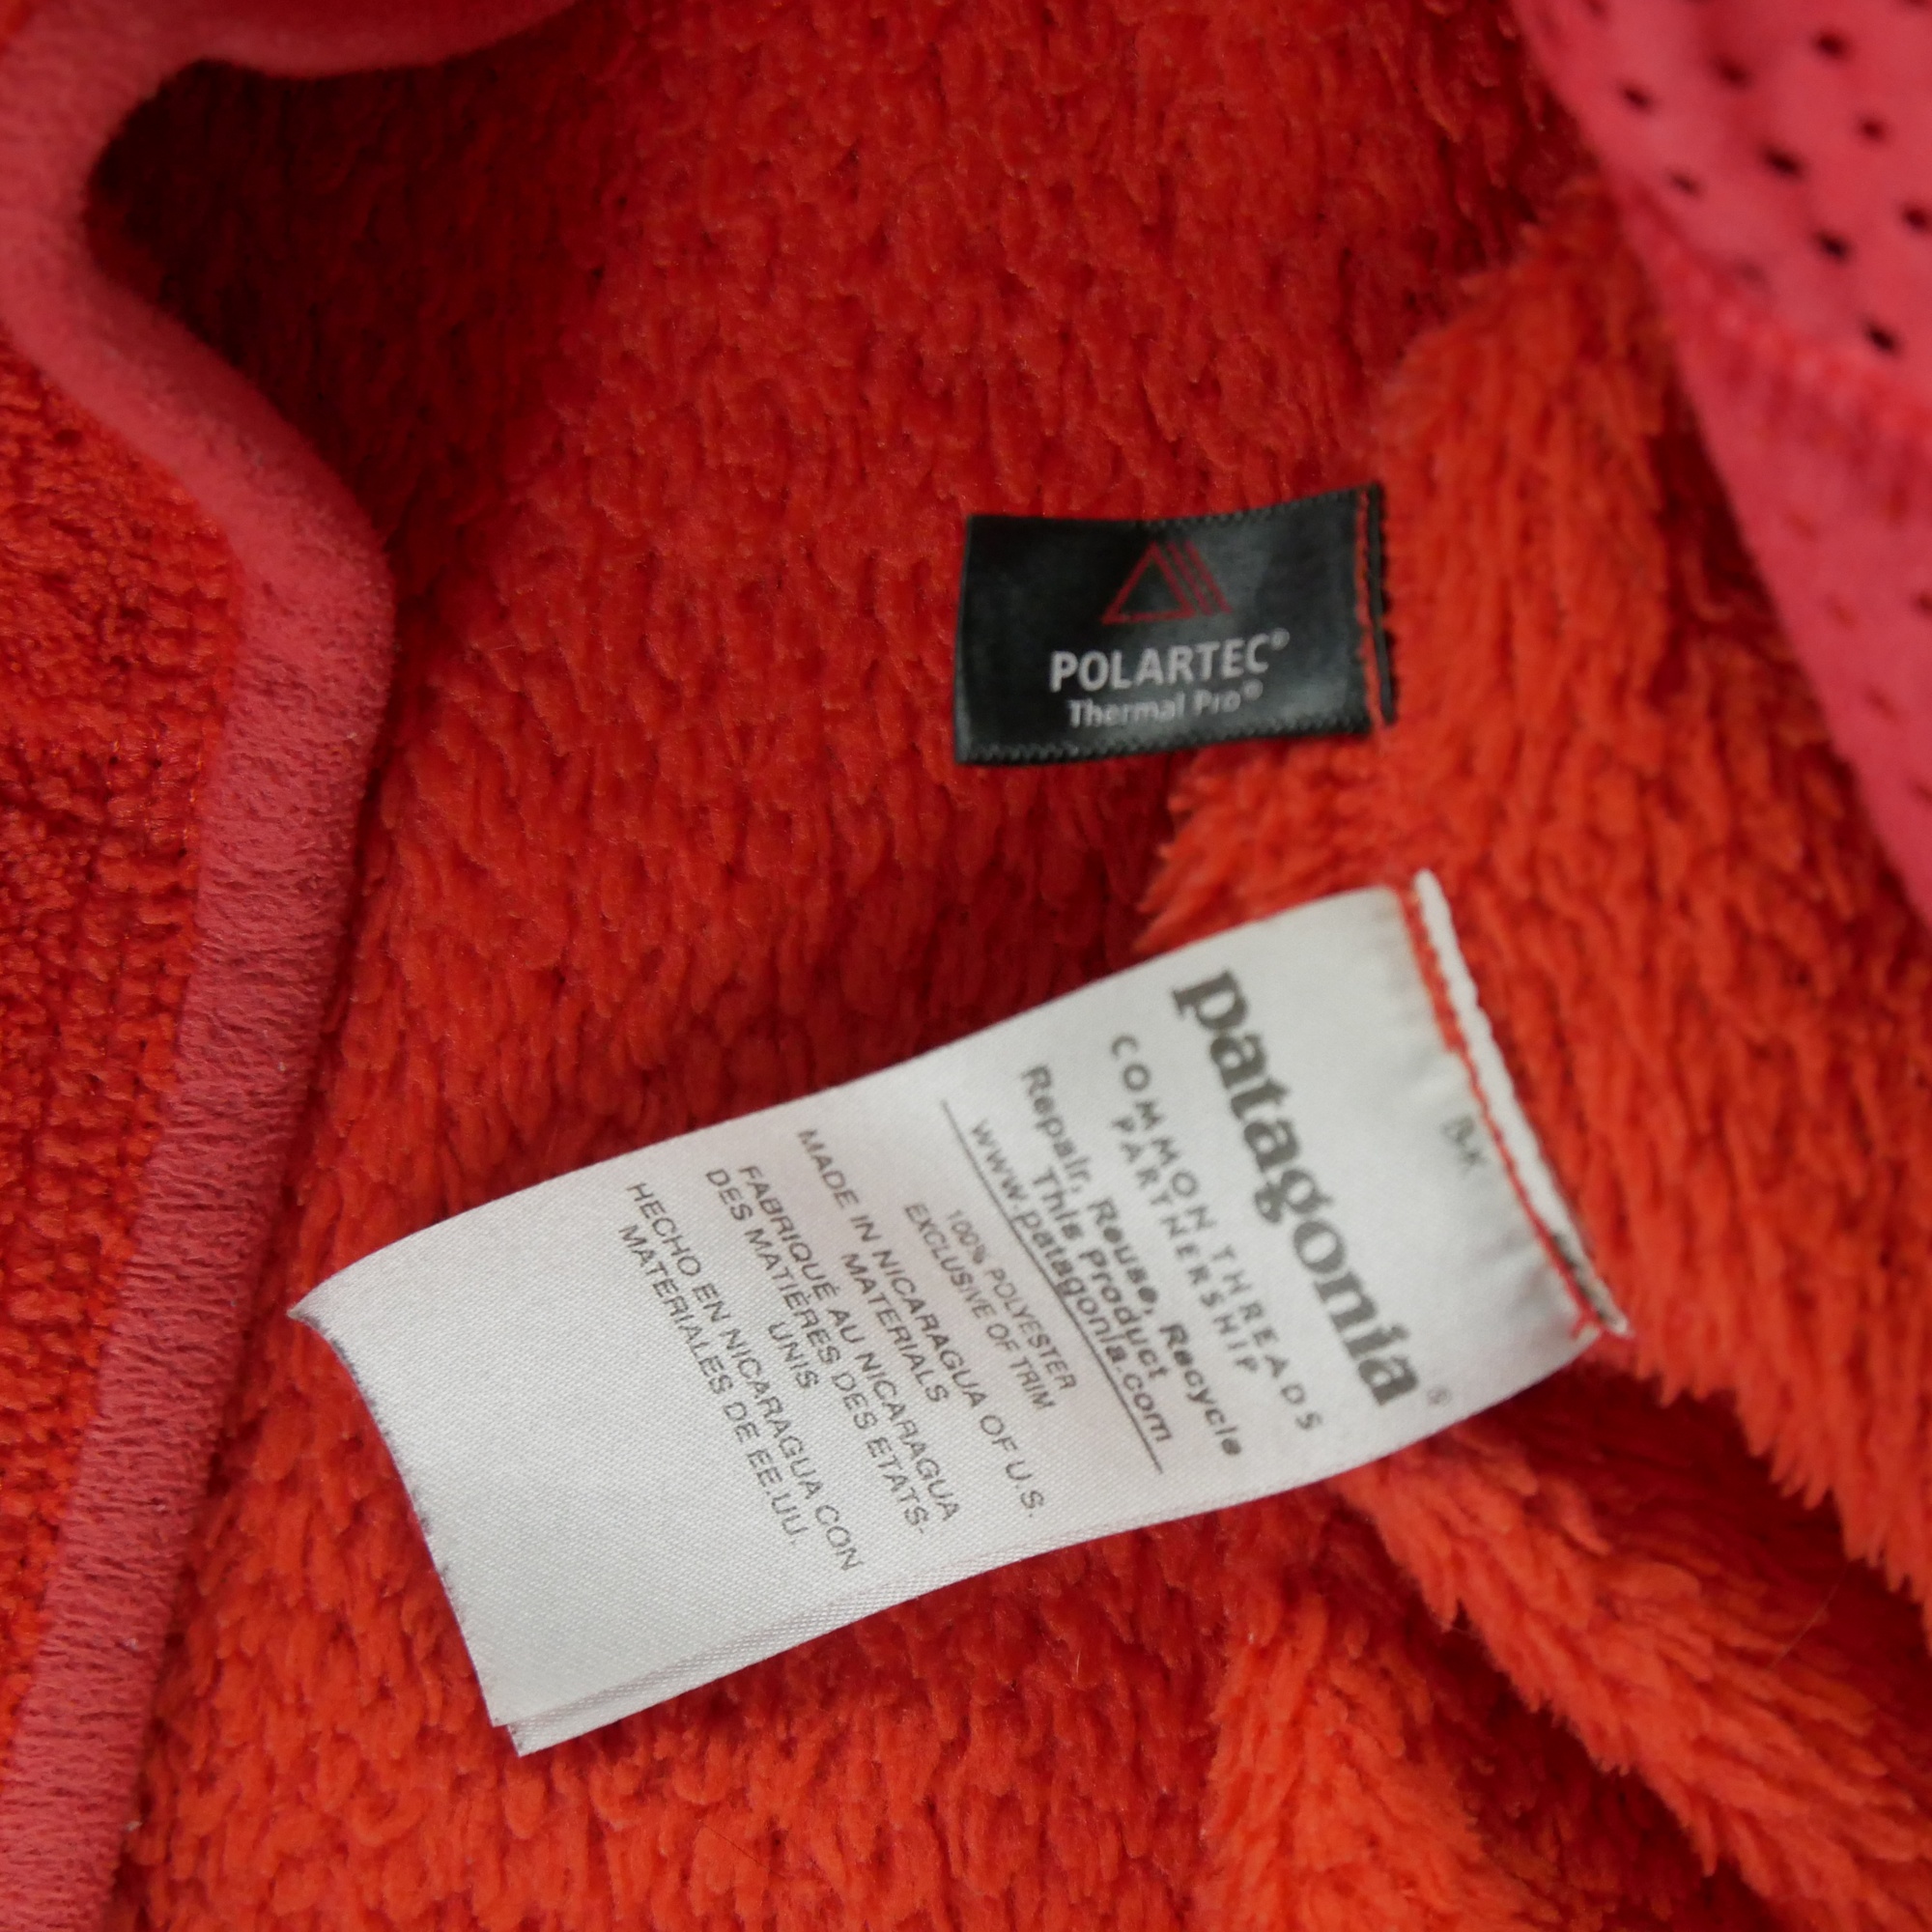 POLARTEC®
Thermal Pro®
patagonia®
COMMON THREADS
PARTNERSHIP
Repair, Reuse, Recycle
This Product
www.patagonia.com
100% POLYESTER
EXCLUSIVE OF TRIM
MADE IN NICARAGUA OF U.S.
MATERIALS
FABRIQUÉ AU NICARAGUA
DES MATIÈRES DES ETATS-
UNIS
HECHO EN NICARAGUA CON
MATERIALES DE EE.UU.